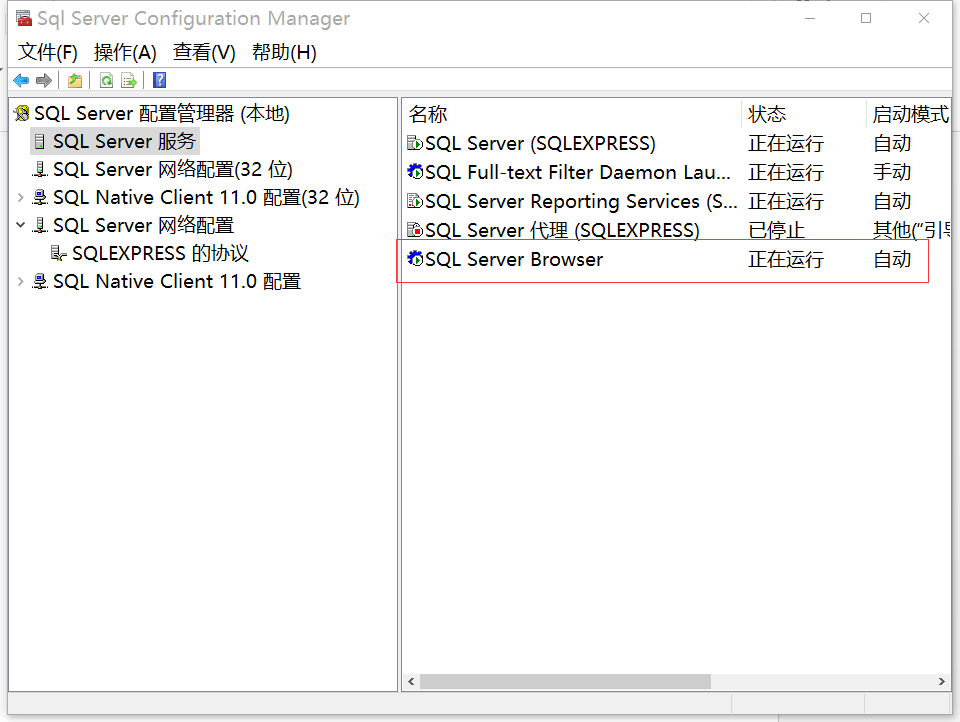 Sql Server Configuration Manager
文件(F) 操作(A) 查看(V) 帮助(H)
SQL Server 配置管理器 (本地)
SQL Server 服务
SQL Server 网络配置(32 位)
SQL Native Client 11.0 配置(32 位)
SQL Server 网络配置
SQLEXPRESS 的协议
SQL Native Client 11.0 配置
名称 状态 启动模式
SQL Server (SQLEXPRESS) 正在运行 自动
SQL Full-text Filter Daemon Lau... 正在运行 手动
SQL Server Reporting Services (S... 正在运行 自动
SQL Server 代理 (SQLEXPRESS) 已停止 其他("引导
SQL Server Browser 正在运行 自动